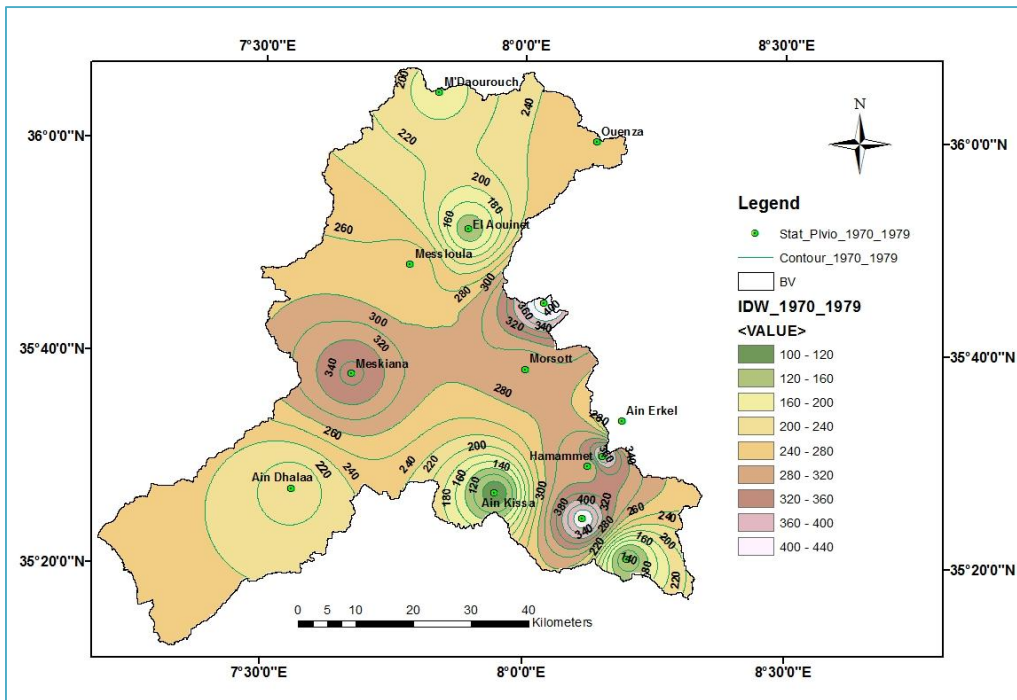 7°30'0"E 8°0'0"E 8°30'0"E
36°0'0"N
35°40'0"N
35°20'0"N
36°0'0"N
35°40'0"N
35°20'0"N
7°30'0"E 8°0'0"E 8°30'0"E
N
200
M'Daourouch
240
220
Ouenza
200
180
160
El Aouinet
260
Messloula
280
300
400
360
320
340
300
320
340
Meskiana
Morsott
280
Ain Erkel
280
260
240
220
200
140
160
120
180
Ain Kissa
240
220
Ain Dhalaa
Hamammet
360
340
300
400
380
320
340
280
260
240
220
200
160
140
180
220
0 5 10 20 30 40
Kilometers
Legend
Stat_Plvio_1970_1979
Contour_1970_1979
BV
IDW_1970_1979
<VALUE>
100 - 120
120 - 160
160 - 200
200 - 240
240 - 280
280 - 320
320 - 360
360 - 400
400 - 440